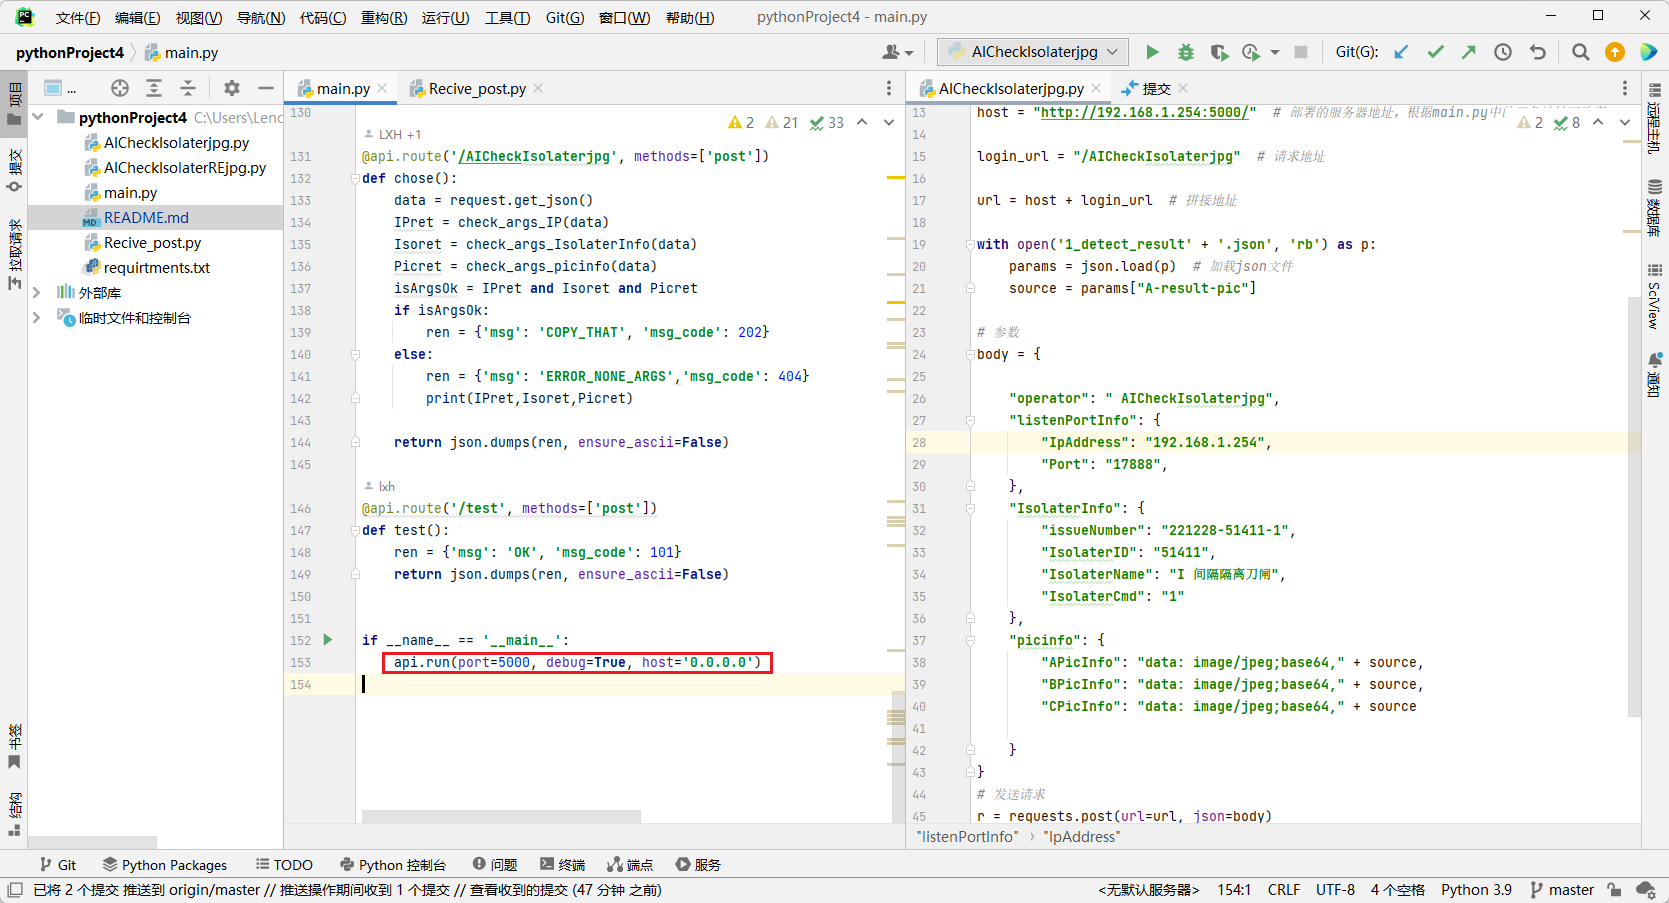 文件(F) 编辑(E) 视图(V) 导航(N) 代码(C) 重构(R) 运行(U) 工具(T) Git(G) 窗口(W) 帮助(H) pythonProject4 - main.py
pythonProject4 main.py AICheckIsolaterjpg Git(G):
项目
提交
拉取请求
书签
结构
...
pythonProject4 C:\Users\Lenc
AICheckIsolaterjpg.py
AICheckIsolaterREjpg.py
main.py
README.md
Recive_post.py
requirtments.txt
外部库
临时文件和控制台
main.py Recive_post.py
2 21 33
130
LXH +1
131 @api.route('/AICheckIsolaterjpg', methods=['post'])
132 def chose():
133 data = request.get_json()
134 IPret = check_args_IP(data)
135 Isoret = check_args_IsolaterInfo(data)
136 Picret = check_args_picinfo(data)
137 isArgsOk = IPret and Isoret and Picret
138 if isArgsOk:
139 ren = {'msg': 'COPY_THAT', 'msg_code': 202}
140 else:
141 ren = {'msg': 'ERROR_NONE_ARGS','msg_code': 404}
142 print(IPret,Isoret,Picret)
143
144 return json.dumps(ren, ensure_ascii=False)
145
lxh
146 @api.route('/test', methods=['post'])
147 def test():
148 ren = {'msg': 'OK', 'msg_code': 101}
149 return json.dumps(ren, ensure_ascii=False)
150
151
152 if __name__ == '__main__':
153 api.run(port=5000, debug=True, host='0.0.0.0')
154
AICheckIsolaterjpg.py 提交
2 8
13 host = "http://192.168.1.254:5000/" # 部署的服务器地址，根据main.py中
14
15 login_url = "/AICheckIsolaterjpg" # 请求地址
16
17 url = host + login_url # 拼接地址
18
19 with open('1_detect_result' + '.json', 'rb') as p:
20 params = json.load(p) # 加载json文件
21 source = params["A-result-pic"]
22
23 # 参数
24 body = {
25
26 "operator": " AICheckIsolaterjpg",
27 "listenPortInfo": {
28 "IpAddress": "192.168.1.254",
29 "Port": "17888",
30 },
31 "IsolaterInfo": {
32 "issueNumber": "221228-51411-1",
33 "IsolaterID": "51411",
34 "IsolaterName": "I 间隔隔离刀闸",
35 "IsolaterCmd": "1"
36 },
37 "picinfo": {
38 "APicInfo": "data: image/jpeg;base64," + source,
39 "BPicInfo": "data: image/jpeg;base64," + source,
40 "CPicInfo": "data: image/jpeg;base64," + source
41
42 }
43 }
44 # 发送请求
45 r = requests.post(url=url, json=body)
"listenPortInfo" › "IpAddress"
远程主机
数据库
SciView
通知
Git Python Packages TODO Python 控制台 问题 终端 端点 服务
已将 2 个提交 推送到 origin/master // 推送操作期间收到 1 个提交 // 查看收到的提交 (47 分钟 之前) <无默认服务器> 154:1 CRLF UTF-8 4 个空格 Python 3.9 master